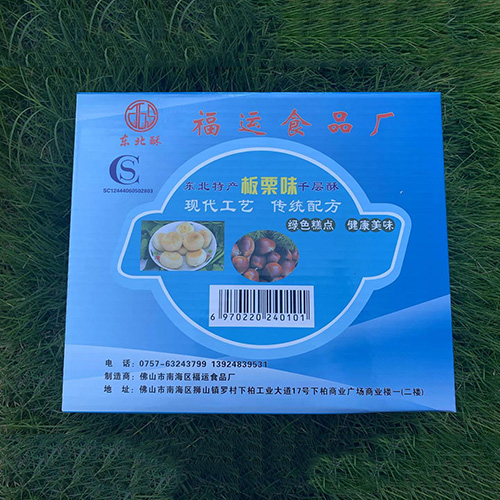 福运食品厂
东北酥
SC12444060502603
东北特产板栗味千层酥
现代工艺 传统配方
绿色糕点 健康美味
6 970220 240101
电 话：0757-63243799 13924839531
制造商：佛山市南海区福运食品厂
地 址：佛山市南海区狮山镇罗村下柏工业大道17号下柏商业广场商业楼一(二楼)